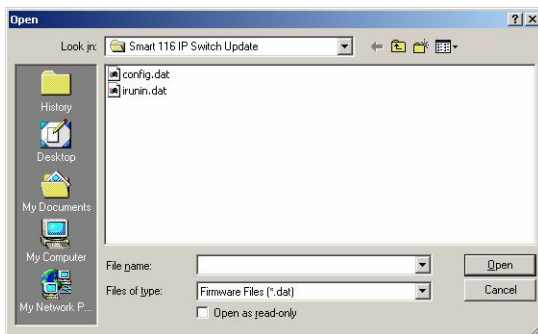 Open
Look in:
Smart 116 IP Switch Update
config.dat
irunin.dat
History
Desktop
My Documents
My Computer
My Network P...
File name:
Open
Files of type:
Firmware Files (*.dat)
Cancel
Open as read-only